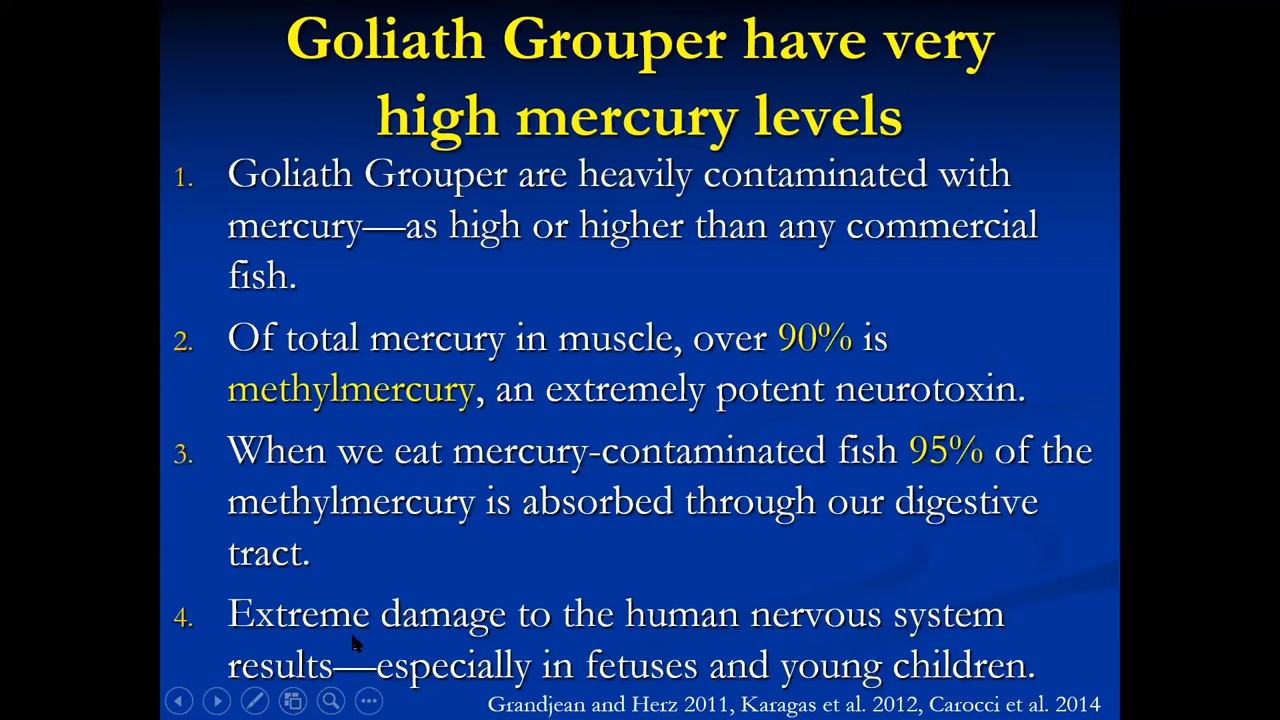 Goliath Grouper have very
high mercury levels
1. Goliath Grouper are heavily contaminated with
mercury—as high or higher than any commercial
fish.
2. Of total mercury in muscle, over 90% is
methylmercury, an extremely potent neurotoxin.
3. When we eat mercury-contaminated fish 95% of the
methylmercury is absorbed through our digestive
tract.
4. Extreme damage to the human nervous system
results—especially in fetuses and young children.
Grandjean and Herz 2011, Karagas et al. 2012, Carocci et al. 2014